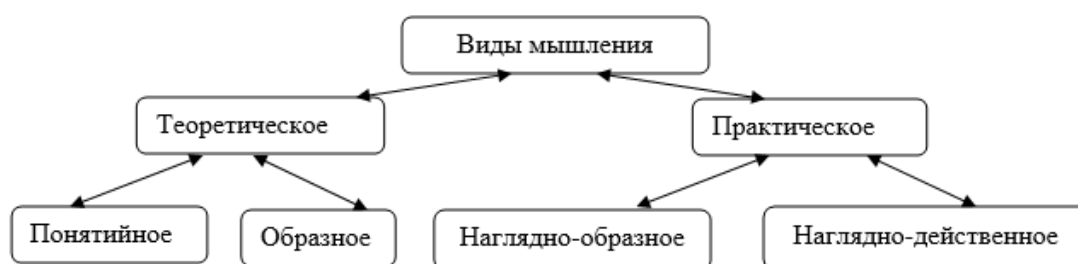 Виды мышления
Теоретическое
Практическое
Понятийное
Образное
Наглядно-образное
Наглядно-действенное